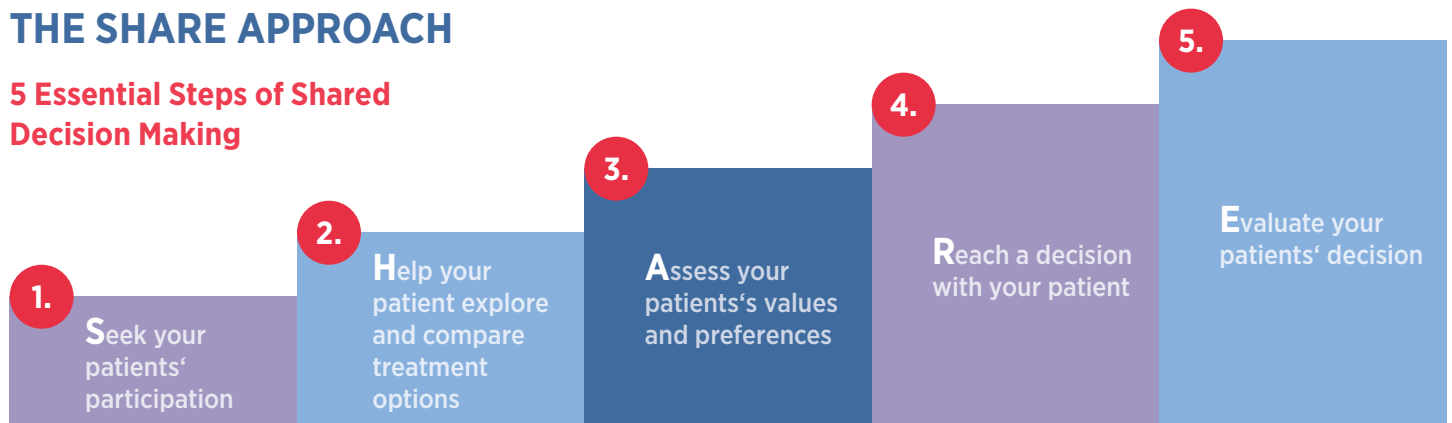 THE SHARE APPROACH
5 Essential Steps of Shared
Decision Making
1.
Seek your
patients‘
participation
2.
Help your
patient explore
and compare
treatment
options
3.
Assess your
patients‘s values
and preferences
4.
Reach a decision
with your patient
5.
Evaluate your
patients‘ decision